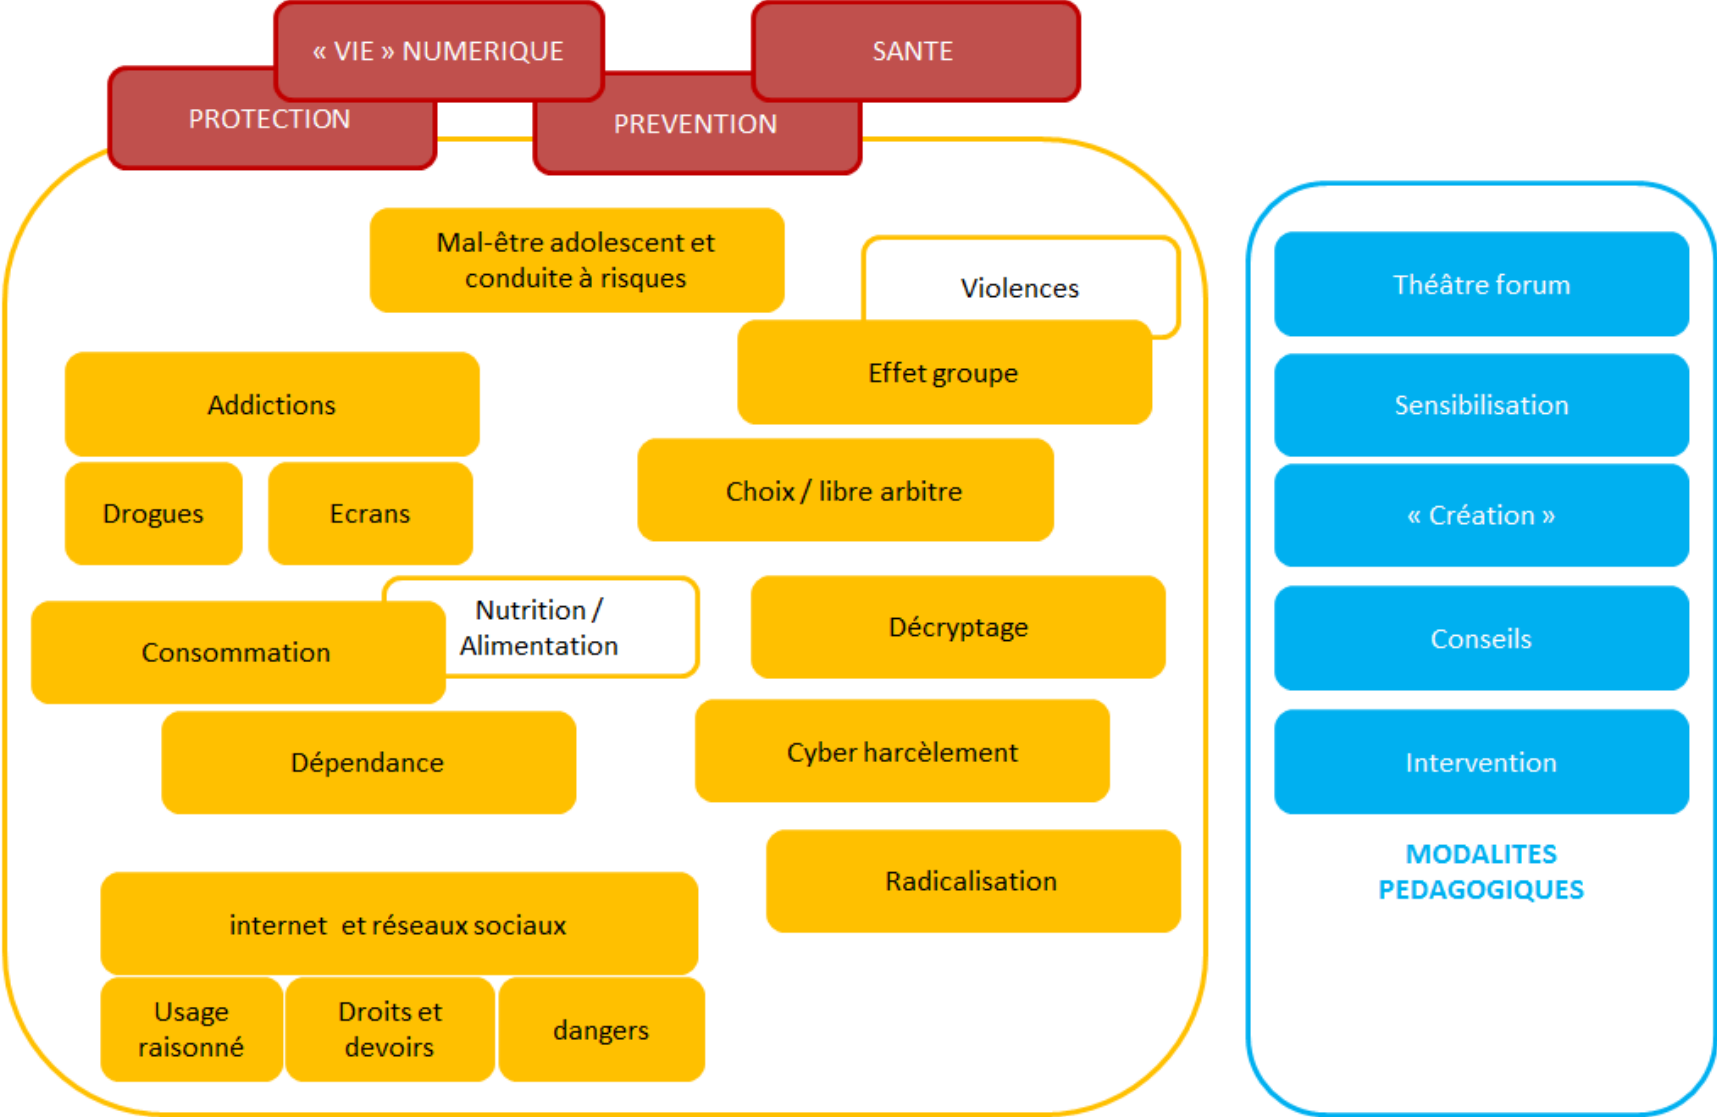 « VIE » NUMERIQUE
SANTE
PROTECTION
PREVENTION
Mal-être adolescent et
conduite à risques
Violences
Effet groupe
Addictions
Drogues
Ecrans
Choix / libre arbitre
Nutrition /
Alimentation
Consommation
Décryptage
Dépendance
Cyber harcèlement
Radicalisation
internet et réseaux sociaux
Usage
raisonné
Droits et
devoirs
dangers
Théâtre forum
Sensibilisation
« Création »
Conseils
Intervention
MODALITES
PEDAGOGIQUES